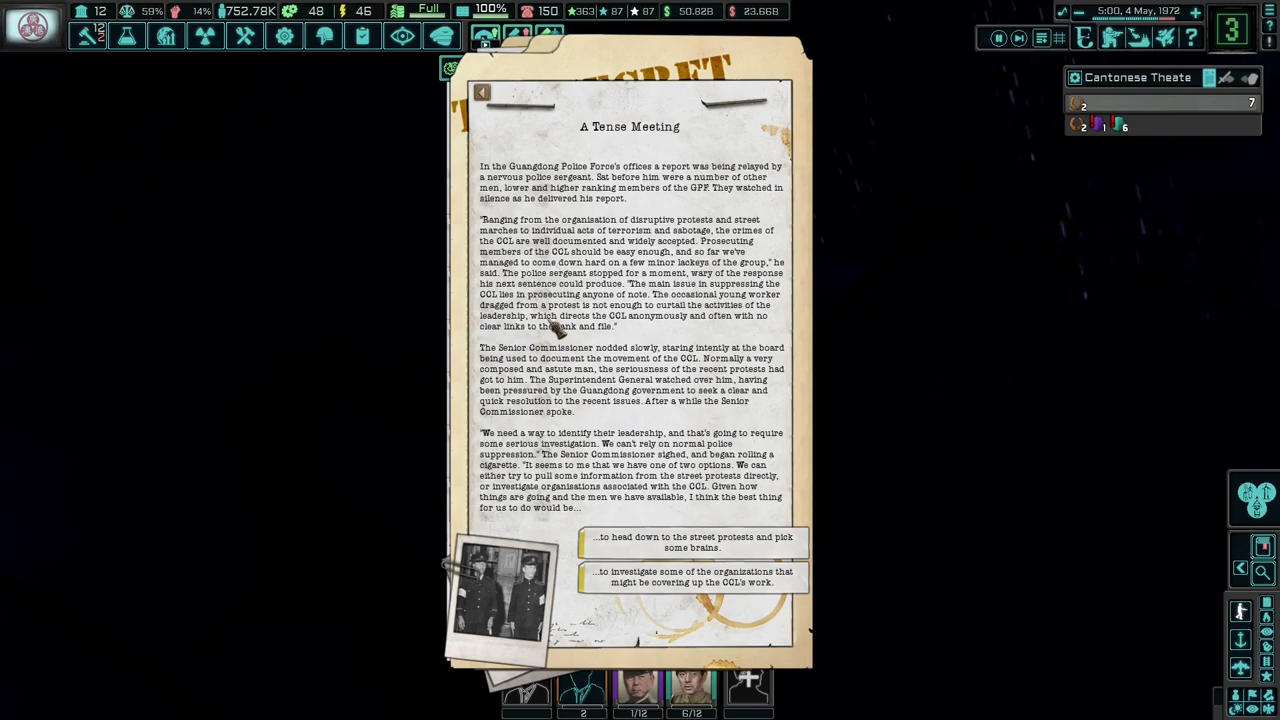 12 59% 14% 752.78K 48 46 Full 100% 150 363 87 87 $ 50.82B $ 23.66B
5:00, 4 May, 1972
3
Cantonese Theate
2 7
2 1 6
A Tense Meeting
In the Guangdong Police Force's offices a report was being relayed by
a nervous police sergeant. Sat before him were a number of other
men, lower and higher ranking members of the GPF. They watched in
silence as he delivered his report.
"Ranging from the organisation of disruptive protests and street
marches to individual acts of terrorism and sabotage, the crimes of
the CCL are well documented and widely accepted. Prosecuting
members of the CCL should be easy enough, and so far we've
managed to come down hard on a few minor lackeys of the group," he
said. The police sergeant stopped for a moment, wary of the response
his next sentence could produce. "The main issue in suppressing the
CCL lies in prosecuting anyone of note. The occasional young worker
dragged from a protest is not enough to curtail the activities of the
leadership, which directs the CCL anonymously and often with no
clear links to the rank and file."
The Senior Commissioner nodded slowly, staring intently at the board
being used to document the movement of the CCL. Normally a very
composed and astute man, the seriousness of the recent protests had
got to him. The Superintendent General watched over him, having
been pressured by the Guangdong government to seek a clear and
quick resolution to the recent issues. After a while the Senior
Commissioner spoke.
"We need a way to identify their leadership, and that's going to require
some serious investigation. We can't rely on normal police
suppression." The Senior Commissioner sighed, and began rolling a
cigarette. "It seems to me that we have one of two options. We can
either try to pull some information from the street protests directly,
or investigate organisations associated with the CCL. Given how
things are going and the men we have available, I think the best thing
for us to do would be...
...to head down to the street protests and pick
some brains.
...to investigate some of the organizations that
might be covering up the CCL's work.
2 1/12 6/12